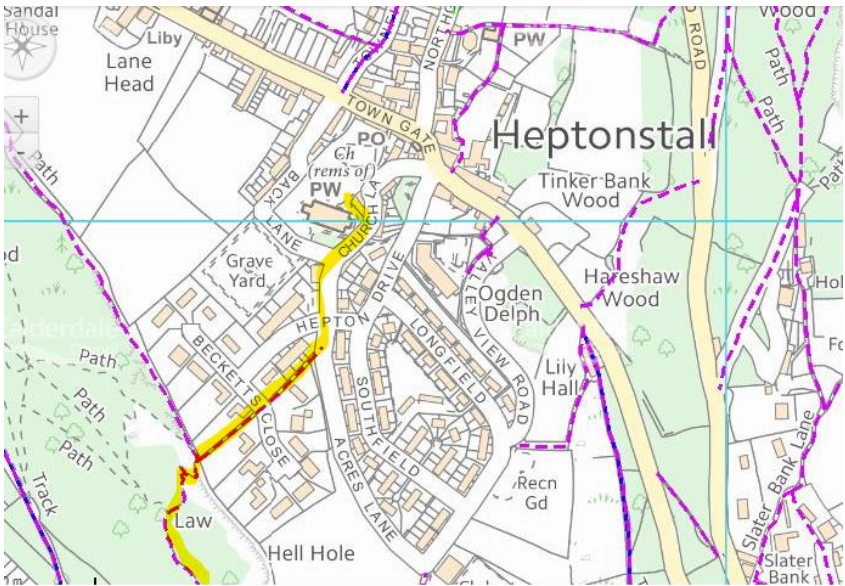 Sandal
House
Liby
Lane
Head
PW
Wood
NORTH
ROAD
Path
Path
Path
TOWN GATE
Heptonstall
PO
Ch
(rems of)
PW
BACK
LANE
CHURCH LA
Tinker Bank
Wood
Grave
Yard
Hareshaw
Wood
Ogden
Delph
VALLEY VIEW ROAD
HEPTON DRIVE
LONGFIELD
Lily
Hall
BECKETTS CLOSE
SOUTHFIELD
ACRES LANE
Path
Path
Path
Track
Law
Hell Hole
Recn
Gd
Slater Bank Lane
Slater
Bank
+
-